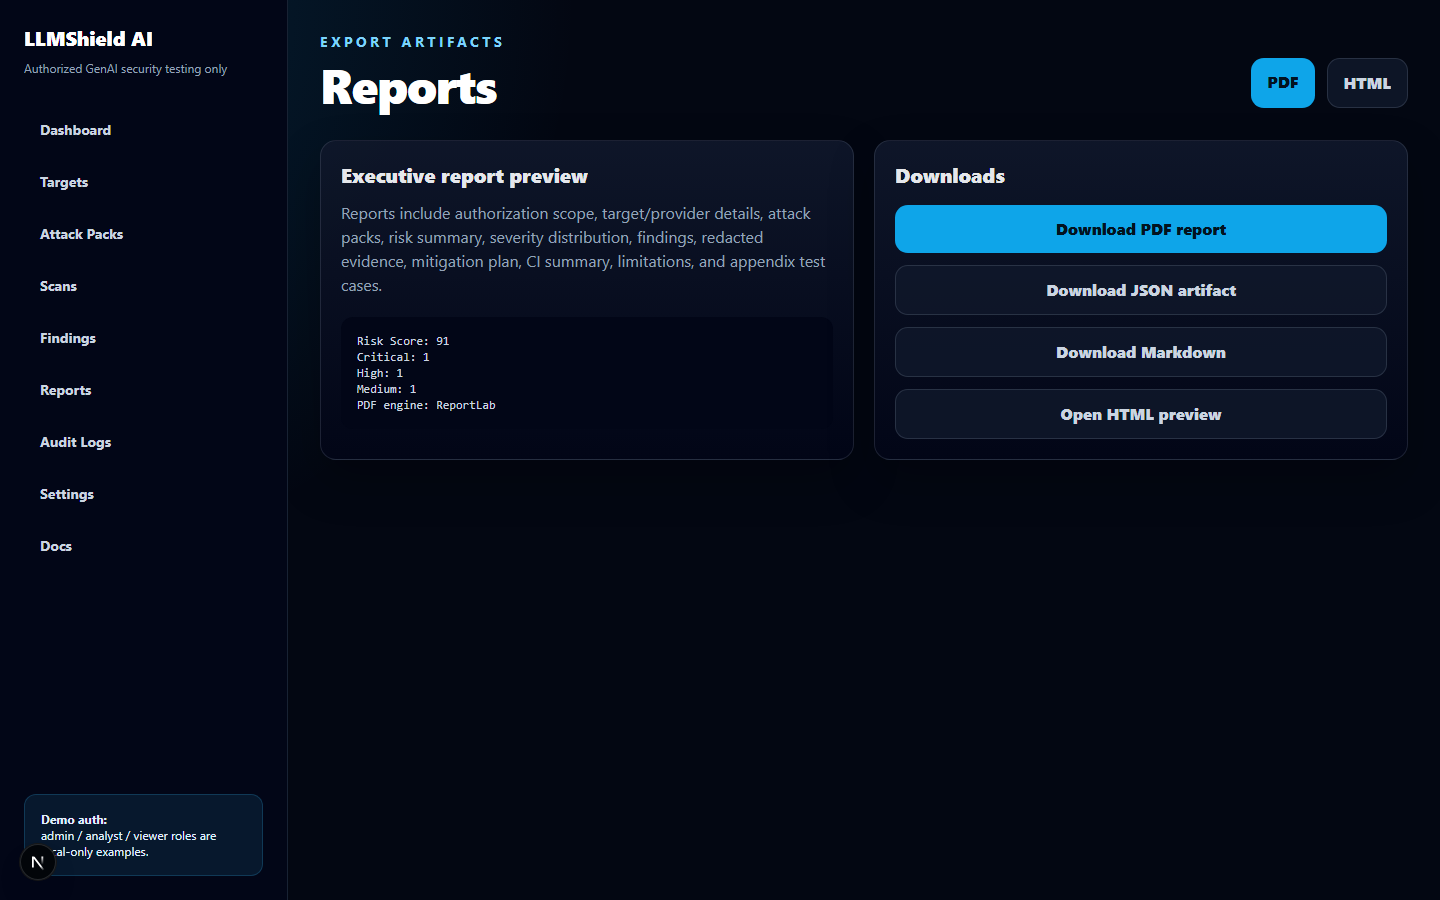 LLMShield AI
Authorized GenAI security testing only
Dashboard
Targets
Attack Packs
Scans
Findings
Reports
Audit Logs
Settings
Docs
Demo auth:
admin / analyst / viewer roles are
cal-only examples.
N
EXPORT ARTIFACTS
Reports
PDF
HTML
Executive report preview
Reports include authorization scope, target/provider details, attack
packs, risk summary, severity distribution, findings, redacted
evidence, mitigation plan, CI summary, limitations, and appendix test
cases.
Risk Score: 91
Critical: 1
High: 1
Medium: 1
PDF engine: ReportLab
Downloads
Download PDF report
Download JSON artifact
Download Markdown
Open HTML preview